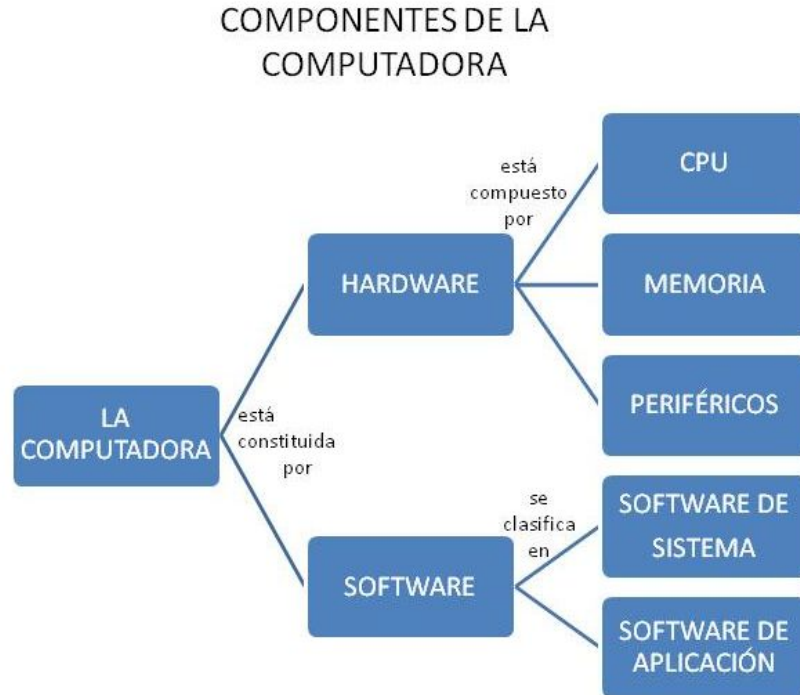 COMPONENTES DE LA
COMPUTADORA
LA
COMPUTADORA
está
constituida
por
HARDWARE
está
compuesto
por
CPU
MEMORIA
PERIFÉRICOS
SOFTWARE
se
clasifica
en
SOFTWARE DE
SISTEMA
SOFTWARE DE
APLICACIÓN